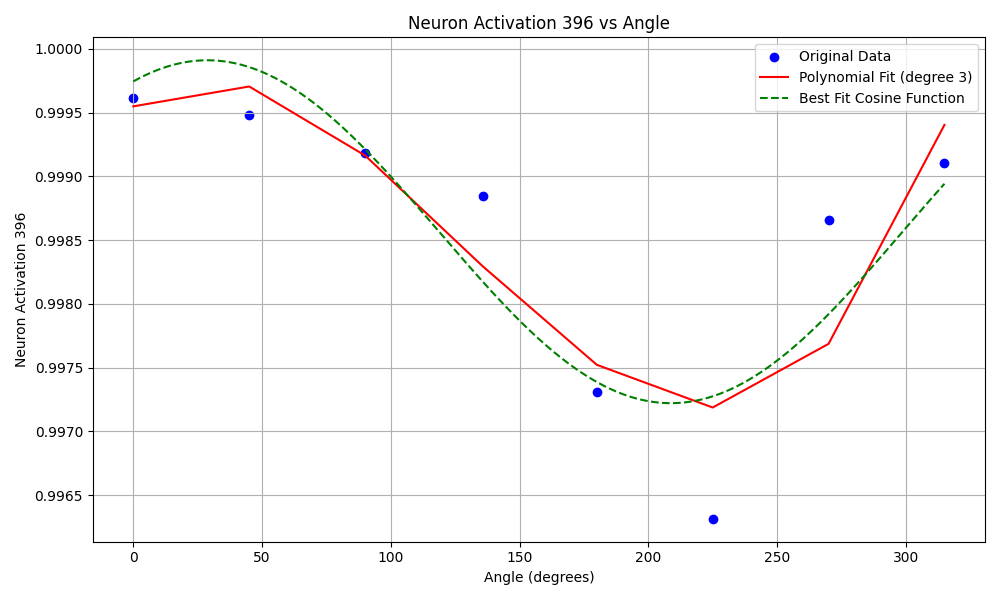 Neuron Activation 396 vs Angle
Original Data
Polynomial Fit (degree 3)
Best Fit Cosine Function
Neuron Activation 396
1.0000
0.9995
0.9990
0.9985
0.9980
0.9975
0.9970
0.9965
0 50 100 150 200 250 300
Angle (degrees)